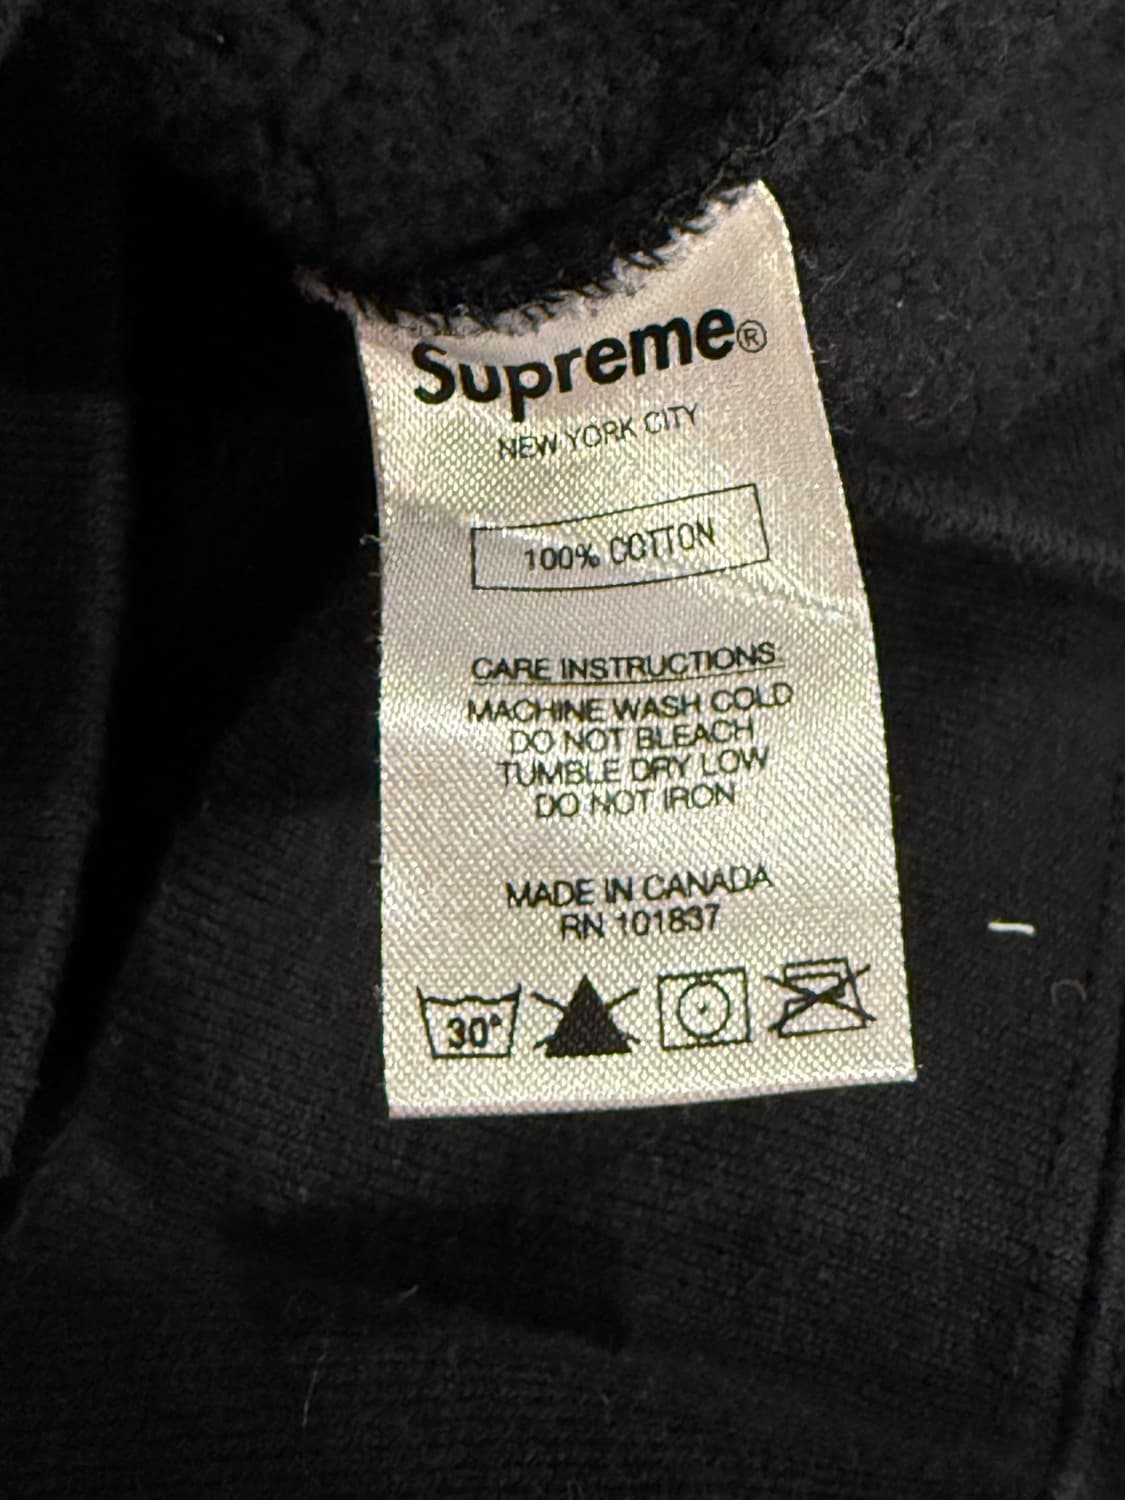 Supreme®
NEW YORK CITY
100% COTTON
CARE INSTRUCTIONS
MACHINE WASH COLD
DO NOT BLEACH
TUMBLE DRY LOW
DO NOT IRON
MADE IN CANADA
RN 101837
30°